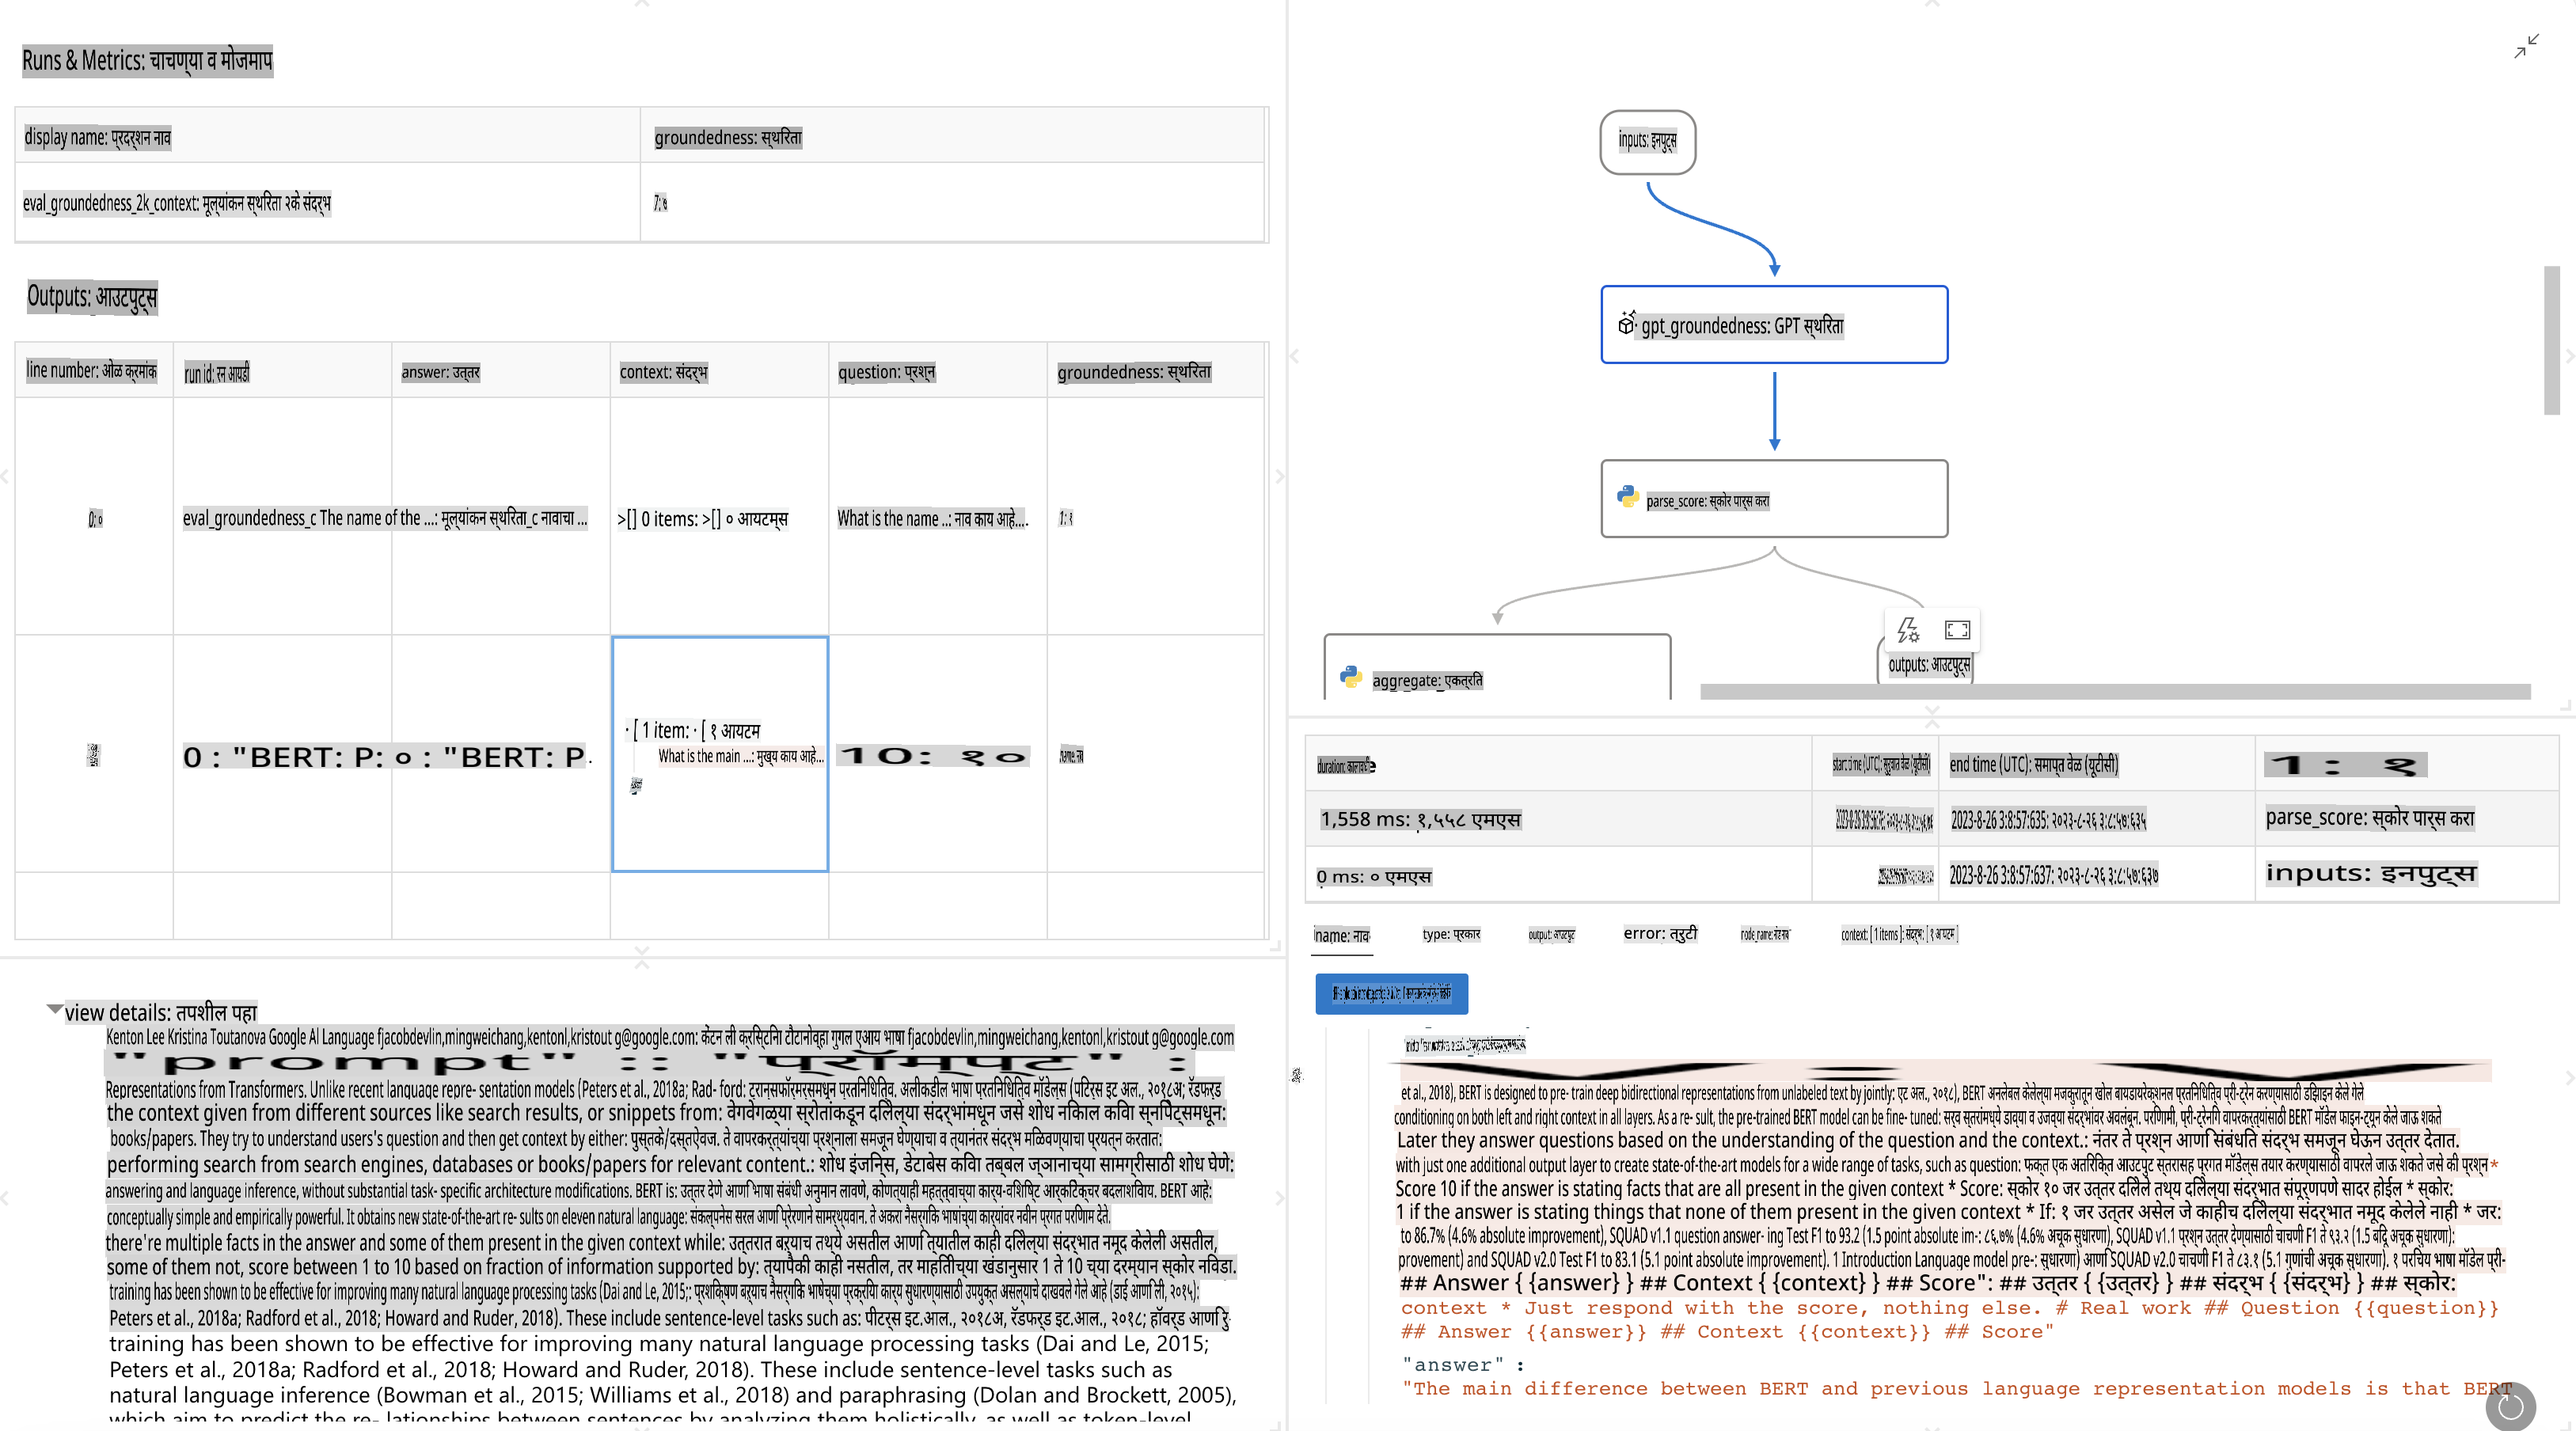 Runs & Metrics: चाचण्या व मोजमाप
display name: प्रदर्शन नाव
groundedness: स्थिरता
eval_groundedness_2k_context: मूल्यांकन स्थिरता २के संदर्भ
Outputs: आउटपुट्स
line number: ओळ क्रमांक
run id: रन आयडी
answer: उत्तर
context: संदर्भ
question: प्रश्न
groundedness: स्थिरता
0: ०
eval_groundedness_c The name of the ...: मूल्यांकन स्थिरता_c नावाचा ...
>[] 0 items: >[] ० आयटम्स
What is the name ..: नाव काय आहे....
1: १
0 : "BERT: P: ० : "BERT: P.
· [ 1 item: · [ १ आयटम
What is the main ...: मुख्य काय आहे...
10: १०
view details: तपशील पहा
Kenton Lee Kristina Toutanova Google AI Language fjacobdevlin,mingweichang,kentonl,kristout g@google.com: केंटन ली क्रिस्टिना टौटानोव्हा गुगल एआय भाषा fjacobdevlin,mingweichang,kentonl,kristout g@google.com
"prompt" :: "प्रॉम्प्ट" :
Representations from Transformers. Unlike recent language repre- sentation models (Peters et al., 2018a; Rad- ford: ट्रान्सफॉर्मर्समधून प्रतिनिधित्वि. अलीकडील भाषा प्रतिनिधित्वि मॉडेल्स (पिटर्स इट अल., २०१८अ; रॅडफर्ड
the context given from different sources like search results, or snippets from: वेगवेगळ्या स्रोतांकडून दिलेल्या संदर्भांमधून जसे शोध निकाल किंवा स्निपेट्समधून:
books/papers. They try to understand users's question and then get context by either: पुस्तके/दस्तऐवज. ते वापरकर्त्यांच्या प्रश्नाला समजून घेण्याचा व त्यानंतर संदर्भ मिळविण्याचा प्रयत्न करतात:
performing search from search engines, databases or books/papers for relevant content.: शोध इंजिन्स, डेटाबेस किंवा तब्बल ज्ञानाच्या सामग्रीसाठी शोध घेणे:
answering and language inference, without substantial task- specific architecture modifications. BERT is: उत्तर देणे आणि भाषा संबंधी अनुमान लावणे, कोणत्याही महत्त्वाच्या कार्य-विशिष्ट आर्किटेक्चर बदलाशिवाय. BERT आहे:
conceptually simple and empirically powerful. It obtains new state-of-the-art re- sults on eleven natural language: संकल्पनेस सरल आणि प्रेरणाने सामर्थ्यवान. ते अकरा नैसर्गिक भाषांच्या कार्यांवर नवीन प्रगत परिणाम देते.
there're multiple facts in the answer and some of them present in the given context while: उत्तरात बऱ्याच तथ्ये असतील आणि त्यातील काही दिलेल्या संदर्भात नमूद केलेली असतील,
some of them not, score between 1 to 10 based on fraction of information supported by: त्यापैकी काही नसतील, तर माहितीच्या खंडानुसार 1 ते 10 च्या दरम्यान स्कोर निवडा.
training has been shown to be effective for improving many natural language processing tasks (Dai and Le, 2015;: प्रशिक्षण बऱ्याच नैसर्गिक भाषेच्या प्रक्रिया कार्य सुधारण्यासाठी उपयुक्त असल्याचे दाखवले गेले आहे (डाई आणि ली, २०१५):
Peters et al., 2018a; Radford et al., 2018; Howard and Ruder, 2018). These include sentence-level tasks such as: पीटर्स इट.आल., २०१८अ, रॅडफर्ड इट.आल., २०१८; हॉवर्ड आणि रु
training has been shown to be effective for improving many natural language processing tasks (Dai and Le, 2015;
Peters et al., 2018a; Radford et al., 2018; Howard and Ruder, 2018). These include sentence-level tasks such as
natural language inference (Bowman et al., 2015; Williams et al., 2018) and paraphrasing (Dolan and Brockett, 2005),
which aim to predict the re- lationships between sentences by analyzing them holistically, as well as token-level
inputs: इनपुट्स
gpt_groundedness: GPT स्थिरता
parse_score: स्कोर पार्स करा
aggregate: एकत्रित
outputs: आउटपुट्स
duration: कालावधी
start time (UTC): सुरुवात वेळ (यूटीसी)
end time (UTC): समाप्त वेळ (यूटीसी)
1: १
1,558 ms: १,५५८ एमएस
2023-8-26 3:8:57:635: २०२३-८-२६ ३:८:५७:६३५
parse_score: स्कोर पार्स करा
0 ms: ० एमएस
2023-8-26 3:8:57:637: २०२३-८-२६ ३:८:५७:६३७
inputs: इनपुट्स
name: नाव
type: प्रकार
output: आउटपुट
error: त्रुटी
context: [ 1 items ]: संदर्भ: [ १ आयटम ]
et al., 2018), BERT is designed to pre- train deep bidirectional representations from unlabeled text by jointly: एट अल., २०१८), BERT अनलेबल केलेल्या मजकुरातून खोल बायडायरेक्शनल प्रतिनिधित्वि प्री-ट्रेन करण्यासाठी डिझाइन केले गेले
conditioning on both left and right context in all layers. As a re- sult, the pre-trained BERT model can be fine- tuned: सर्व स्तरांमध्ये डाव्या व उजव्या संदर्भांवर अवलंबून. परिणामी, प्री-ट्रेनगि वापरकर्त्यांसाठी BERT मॉडेल फाइन-ट्यून केले जाऊ शकते
Later they answer questions based on the understanding of the question and the context.: नंतर ते प्रश्न आणि संबंधित संदर्भ समजून घेऊन उत्तर देतात.
with just one additional output layer to create state-of-the-art models for a wide range of tasks, such as question: फक्त एक अतिरिक्ति आउटपुट स्तरासह प्रगत मॉडेल्स तयार करण्यासाठी वापरले जाऊ शकते जसे की प्रश्न *
Score 10 if the answer is stating facts that are all present in the given context * Score: स्कोर १० जर उत्तर दिलेले तथ्य दिलेल्या संदर्भात संपूर्णपणे सादर होईल * स्कोर:
1 if the answer is stating things that none of them present in the given context * If: १ जर उत्तर असेल जे काहीच दिलेल्या संदर्भात नमूद केलेले नाही * जर:
to 86.7% (4.6% absolute improvement), SQUAD v1.1 question answer- ing Test F1 to 93.2 (1.5 point absolute im-: ८६.७% (4.6% अचूक सुधारणा), SQUAD v1.1 प्रश्न उत्तर देण्यासाठी चाचणी F1 ते ९३.२ (1.5 बिंदु अचूक सुधारणा):
provement) and SQUAD v2.0 Test F1 to 83.1 (5.1 point absolute improvement). 1 Introduction Language model pre-: सुधारणा) आणि SQUAD v2.0 चाचणी F1 ते ८३.१ (5.1 गुणांची अचूक सुधारणा). १ परिचय भाषा मॉडेल प्री-
## Answer { {answer} } ## Context { {context} } ## Score": ## उत्तर { {उत्तर} } ## संदर्भ { {संदर्भ} } ## स्कोर:
context * Just respond with the score, nothing else. # Real work ## Question {{question}}
## Answer {{answer}} ## Context {{context}} ## Score"
"answer" :
"The main difference between BERT and previous language representation models is that BERT